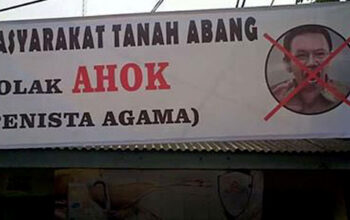 ASYARAKAT TANAH ABANG
OLAK AHOK
PENISTA AGAMA)